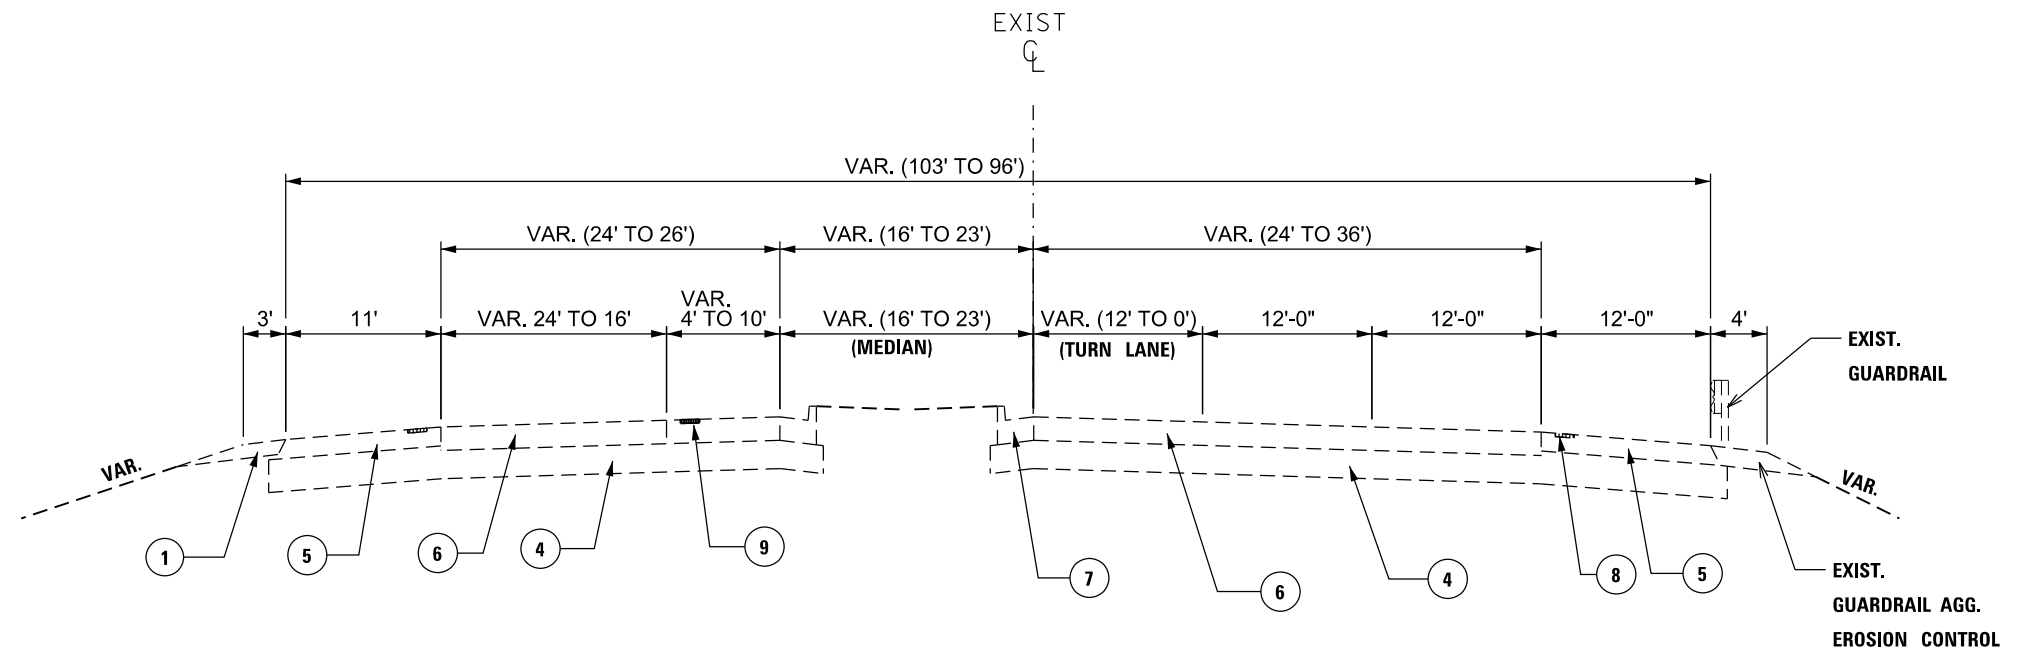 EXIST
CL
VAR. (103' TO 96')
VAR. (24' TO 26')
VAR. (16' TO 23')
VAR. (24' TO 36')
3'
11'
VAR. 24' TO 16'
VAR.
4' TO 10'
VAR. (16' TO 23')
(MEDIAN)
VAR. (12' TO 0')
(TURN LANE)
12'-0"
12'-0"
12'-0"
4'
EXIST.
GUARDRAIL
VAR.
VAR.
1
5
6
4
9
7
6
4
8
5
EXIST.
GUARDRAIL AGG.
EROSION CONTROL